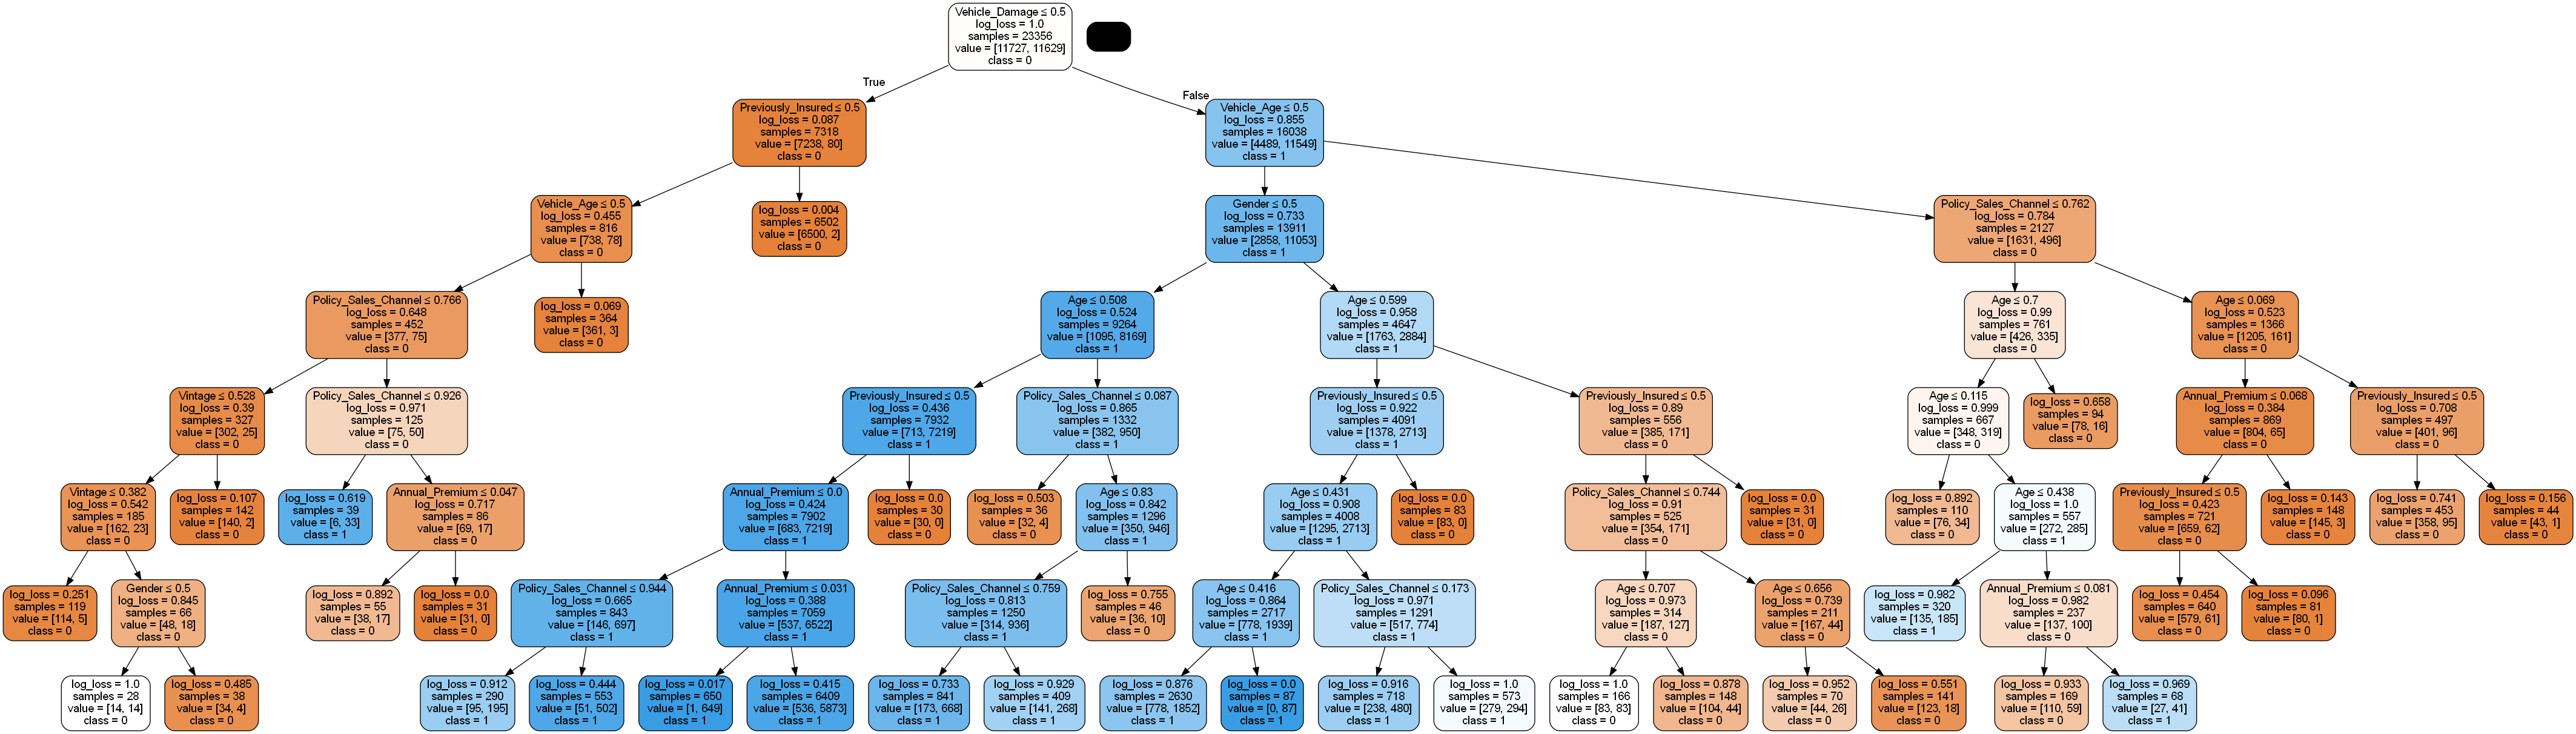 Vehicle_Damage ≤ 0.5
log_loss = 1.0
samples = 23356
value = [11727, 11629]
class = 0
True
False
Previously_Insured ≤ 0.5
log_loss = 0.087
samples = 7318
value = [7238, 80]
class = 0
Vehicle_Age ≤ 0.5
log_loss = 0.855
samples = 16038
value = [4489, 11549]
class = 1
Vehicle_Age ≤ 0.5
log_loss = 0.455
samples = 816
value = [738, 78]
class = 0
log_loss = 0.004
samples = 6502
value = [6500, 2]
class = 0
Gender ≤ 0.5
log_loss = 0.733
samples = 13911
value = [2858, 11053]
class = 1
Policy_Sales_Channel ≤ 0.762
log_loss = 0.784
samples = 2127
value = [1631, 496]
class = 0
Policy_Sales_Channel ≤ 0.766
log_loss = 0.648
samples = 452
value = [377, 75]
class = 0
log_loss = 0.069
samples = 364
value = [361, 3]
class = 0
Age ≤ 0.508
log_loss = 0.524
samples = 9264
value = [1095, 8169]
class = 1
Age ≤ 0.599
log_loss = 0.958
samples = 4647
value = [1763, 2884]
class = 1
Age ≤ 0.7
log_loss = 0.99
samples = 761
value = [426, 335]
class = 0
Age ≤ 0.069
log_loss = 0.523
samples = 1366
value = [1205, 161]
class = 0
Vintage ≤ 0.528
log_loss = 0.39
samples = 327
value = [302, 25]
class = 0
Policy_Sales_Channel ≤ 0.926
log_loss = 0.971
samples = 125
value = [75, 50]
class = 0
Previously_Insured ≤ 0.5
log_loss = 0.436
samples = 7932
value = [713, 7219]
class = 1
Policy_Sales_Channel ≤ 0.087
log_loss = 0.865
samples = 1332
value = [382, 950]
class = 1
Previously_Insured ≤ 0.5
log_loss = 0.922
samples = 4091
value = [1378, 2713]
class = 1
Previously_Insured ≤ 0.5
log_loss = 0.89
samples = 556
value = [385, 171]
class = 0
Age ≤ 0.115
log_loss = 0.999
samples = 667
value = [348, 319]
class = 0
log_loss = 0.658
samples = 94
value = [78, 16]
class = 0
Annual_Premium ≤ 0.068
log_loss = 0.384
samples = 869
value = [804, 65]
class = 0
Previously_Insured ≤ 0.5
log_loss = 0.708
samples = 497
value = [401, 96]
class = 0
Vintage ≤ 0.382
log_loss = 0.542
samples = 185
value = [162, 23]
class = 0
log_loss = 0.107
samples = 142
value = [140, 2]
class = 0
log_loss = 0.619
samples = 39
value = [6, 33]
class = 1
Annual_Premium ≤ 0.047
log_loss = 0.717
samples = 86
value = [69, 17]
class = 0
Annual_Premium ≤ 0.0
log_loss = 0.424
samples = 7902
value = [683, 7219]
class = 1
log_loss = 0.0
samples = 30
value = [30, 0]
class = 0
log_loss = 0.503
samples = 36
value = [32, 4]
class = 0
Age ≤ 0.83
log_loss = 0.842
samples = 1296
value = [350, 946]
class = 1
Age ≤ 0.431
log_loss = 0.908
samples = 4008
value = [1295, 2713]
class = 1
log_loss = 0.0
samples = 83
value = [83, 0]
class = 0
Policy_Sales_Channel ≤ 0.744
log_loss = 0.91
samples = 525
value = [354, 171]
class = 0
log_loss = 0.0
samples = 31
value = [31, 0]
class = 0
log_loss = 0.892
samples = 110
value = [76, 34]
class = 0
Age ≤ 0.438
log_loss = 1.0
samples = 557
value = [272, 285]
class = 1
Previously_Insured ≤ 0.5
log_loss = 0.423
samples = 721
value = [659, 62]
class = 0
log_loss = 0.143
samples = 148
value = [145, 3]
class = 0
log_loss = 0.741
samples = 453
value = [358, 95]
class = 0
log_loss = 0.156
samples = 44
value = [43, 1]
class = 0
log_loss = 0.251
samples = 119
value = [114, 5]
class = 0
Gender ≤ 0.5
log_loss = 0.845
samples = 66
value = [48, 18]
class = 0
log_loss = 0.892
samples = 55
value = [38, 17]
class = 0
log_loss = 0.0
samples = 31
value = [31, 0]
class = 0
Policy_Sales_Channel ≤ 0.944
log_loss = 0.665
samples = 843
value = [146, 697]
class = 1
Annual_Premium ≤ 0.031
log_loss = 0.388
samples = 7059
value = [537, 6522]
class = 1
Policy_Sales_Channel ≤ 0.759
log_loss = 0.813
samples = 1250
value = [314, 936]
class = 1
log_loss = 0.755
samples = 46
value = [36, 10]
class = 0
Age ≤ 0.416
log_loss = 0.864
samples = 2717
value = [778, 1939]
class = 1
Policy_Sales_Channel ≤ 0.173
log_loss = 0.971
samples = 1291
value = [517, 774]
class = 1
Age ≤ 0.707
log_loss = 0.973
samples = 314
value = [187, 127]
class = 0
Age ≤ 0.656
log_loss = 0.739
samples = 211
value = [167, 44]
class = 0
log_loss = 0.982
samples = 320
value = [135, 185]
class = 1
Annual_Premium ≤ 0.081
log_loss = 0.982
samples = 237
value = [137, 100]
class = 0
log_loss = 0.454
samples = 640
value = [579, 61]
class = 0
log_loss = 0.096
samples = 81
value = [80, 1]
class = 0
log_loss = 1.0
samples = 28
value = [14, 14]
class = 0
log_loss = 0.485
samples = 38
value = [34, 4]
class = 0
log_loss = 0.912
samples = 290
value = [95, 195]
class = 1
log_loss = 0.444
samples = 553
value = [51, 502]
class = 1
log_loss = 0.017
samples = 650
value = [1, 649]
class = 1
log_loss = 0.415
samples = 6409
value = [536, 5873]
class = 1
log_loss = 0.733
samples = 841
value = [173, 668]
class = 1
log_loss = 0.929
samples = 409
value = [141, 268]
class = 1
log_loss = 0.876
samples = 2630
value = [778, 1852]
class = 1
log_loss = 0.0
samples = 87
value = [0, 87]
class = 1
log_loss = 0.916
samples = 718
value = [238, 480]
class = 1
log_loss = 1.0
samples = 573
value = [279, 294]
class = 1
log_loss = 1.0
samples = 166
value = [83, 83]
class = 0
log_loss = 0.878
samples = 148
value = [104, 44]
class = 0
log_loss = 0.952
samples = 70
value = [44, 26]
class = 0
log_loss = 0.551
samples = 141
value = [123, 18]
class = 0
log_loss = 0.933
samples = 169
value = [110, 59]
class = 0
log_loss = 0.969
samples = 68
value = [27, 41]
class = 1